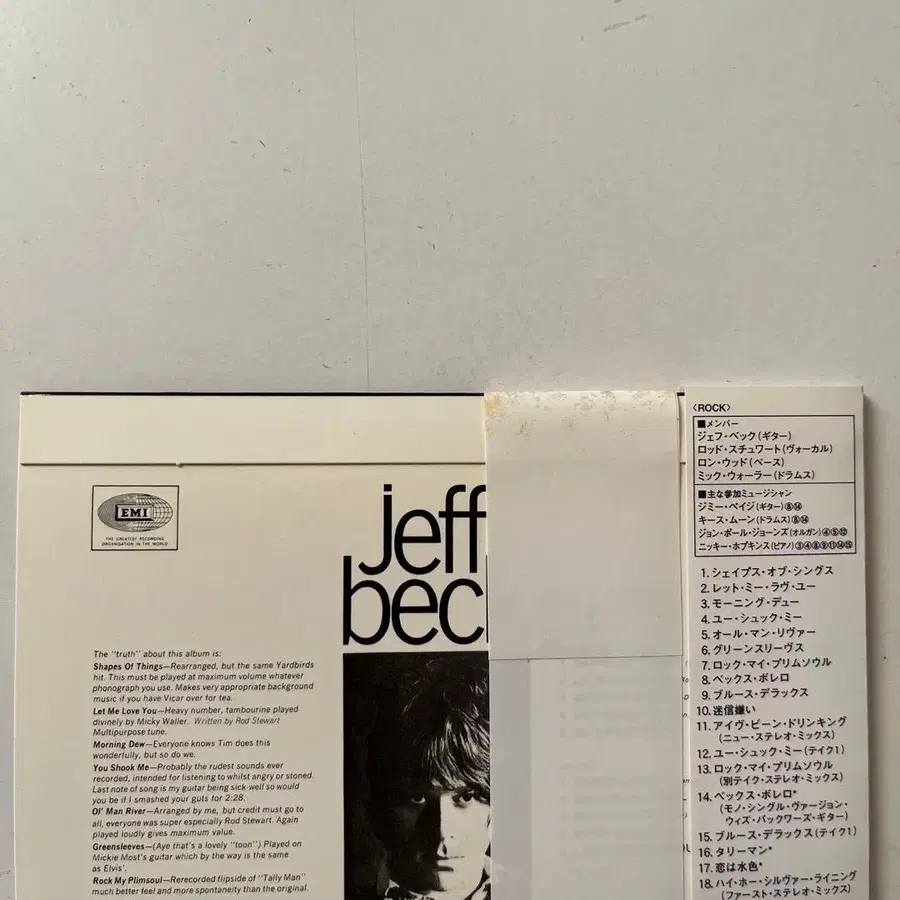 EMI
THE GREATEST RECORDING
ORGANISATION IN THE WORLD
jeff
bec
The "truth" about this album is:
Shapes Of Things—Rearranged, but the same Yardbirds
hit. This must be played at maximum volume whatever
phonograph you use. Makes very appropriate background
music if you have Vicar over for tea.
Let Me Love You—Heavy number, tambourine played
divinely by Micky Waller. Written by Rod Stewart
Multipurpose tune.
Morning Dew—Everyone knows Tim does this
wonderfully, but so do we.
You Shook Me—Probably the rudest sounds ever
recorded, intended for listening to whilst angry or stoned.
Last note of song is my guitar being sick-well so would
you be if I smashed your guts for 2:28.
Ol' Man River—Arranged by me, but credit must go to
all, everyone was super especially Rod Stewart. Again
played loudly gives maximum value.
Greensleeves—(Aye that's a lovely "toon") Played on
Mickie Most's guitar which by the way is the same
as Elvis'.
Rock My Plimsoul—Rerecorded flipside of "Tally Man"
much better feel and more spontaneity than the original.
〈ROCK〉
■メンバー
ジェフ・ベック(ギター)
ロッド・スチュワート(ヴォーカル)
ロン・ウッド(ベース)
ミック・ウォーラー(ドラムス)
■主な参加ミュージシャン
ジミー・ペイジ(ギター)⑧⑭
キース・ムーン(ドラムス)⑧⑭
ジョン・ポール・ジョーンズ(オルガン)④⑤⑫
ニッキー・ホプキンス(ピアノ)③④⑧⑨⑪⑭⑮
1. シェイプス・オブ・シングス
2. レット・ミー・ラヴ・ユー
3. モーニング・デュー
4. ユー・シュック・ミー
5. オール・マン・リヴァー
6. グリーンスリーヴス
7. ロック・マイ・プリムソウル
8. ベックス・ボレロ
9. ブルース・デラックス
10. 迷信嫌い
11. アイヴ・ビーン・ドリンキング
(ニュー・ステレオ・ミックス)
12. ユー・シュック・ミー(テイク1)
13. ロック・マイ・プリムソウル
(別テイク・ステレオ・ミックス)
14. ベックス・ボレロ*
(モノ・シングル・ヴァージョン・
ウィズ・バックワーズ・ギター)
15. ブルース・デラックス(テイク1)
16. タリーマン*
17. 恋は水色*
18. ハイ・ホー・シルヴァー・ライニング
(ファースト・ステレオ・ミックス)